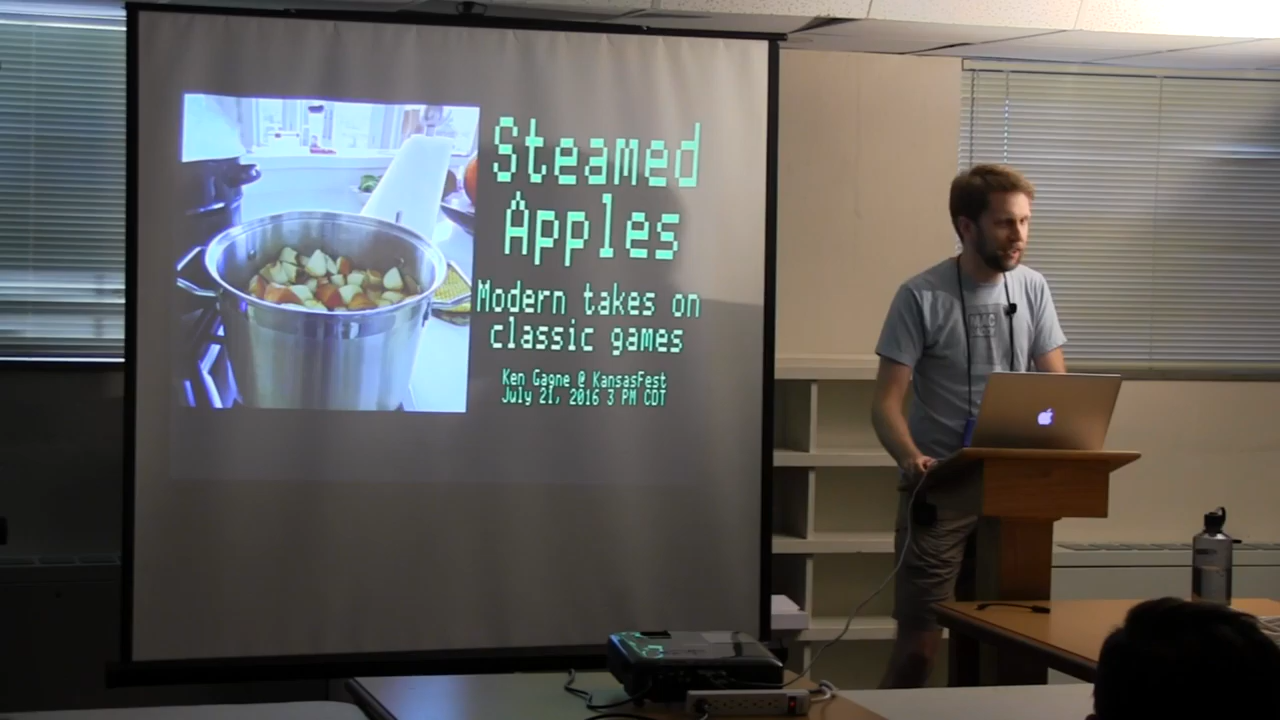 Steamed
Apples
Modern takes on
classic games
Ken Gagne @ KansasFest
July 21, 2016 3 PM CDT